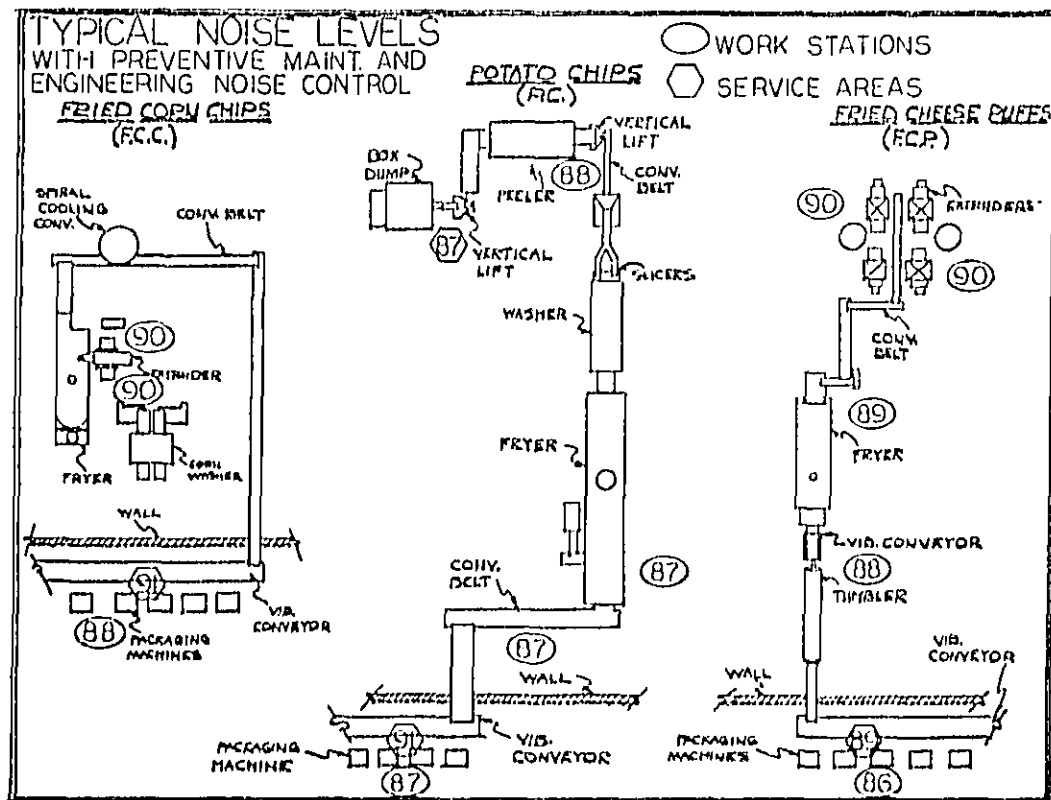 TYPICAL NOISE LEVELS
WITH PREVENTIVE MAINT. AND
ENGINEERING NOISE CONTROL
WORK STATIONS
SERVICE AREAS
FRIED CORN CHIPS
(F.C.C.)
SPIRAL
COOLING
CONV.
CONV. BELT
90
EXTRUDER
90
CORN
WASHER
FRYER
WALL
91
88
PACKAGING
MACHINES
VIB.
CONVEYOR
POTATO CHIPS
VERTICAL
LIFT
BOX
DUMP
88
CONV.
BELT
PEELER
87
VERTICAL
LIFT
SLICERS
WASHER
FRYER
87
CONV.
BELT
87
WALL
91
VIB.
CONVEYOR
PACKAGING
MACHINE
87
FRIED CHEESE PUFFS
(F.C.P.)
90
EXTRUDERS
90
CONV.
BELT
89
FRYER
VIB. CONVEYOR
88
TUMBLER
VIB.
CONVEYOR
WALL
PACKAGING
MACHINES
86